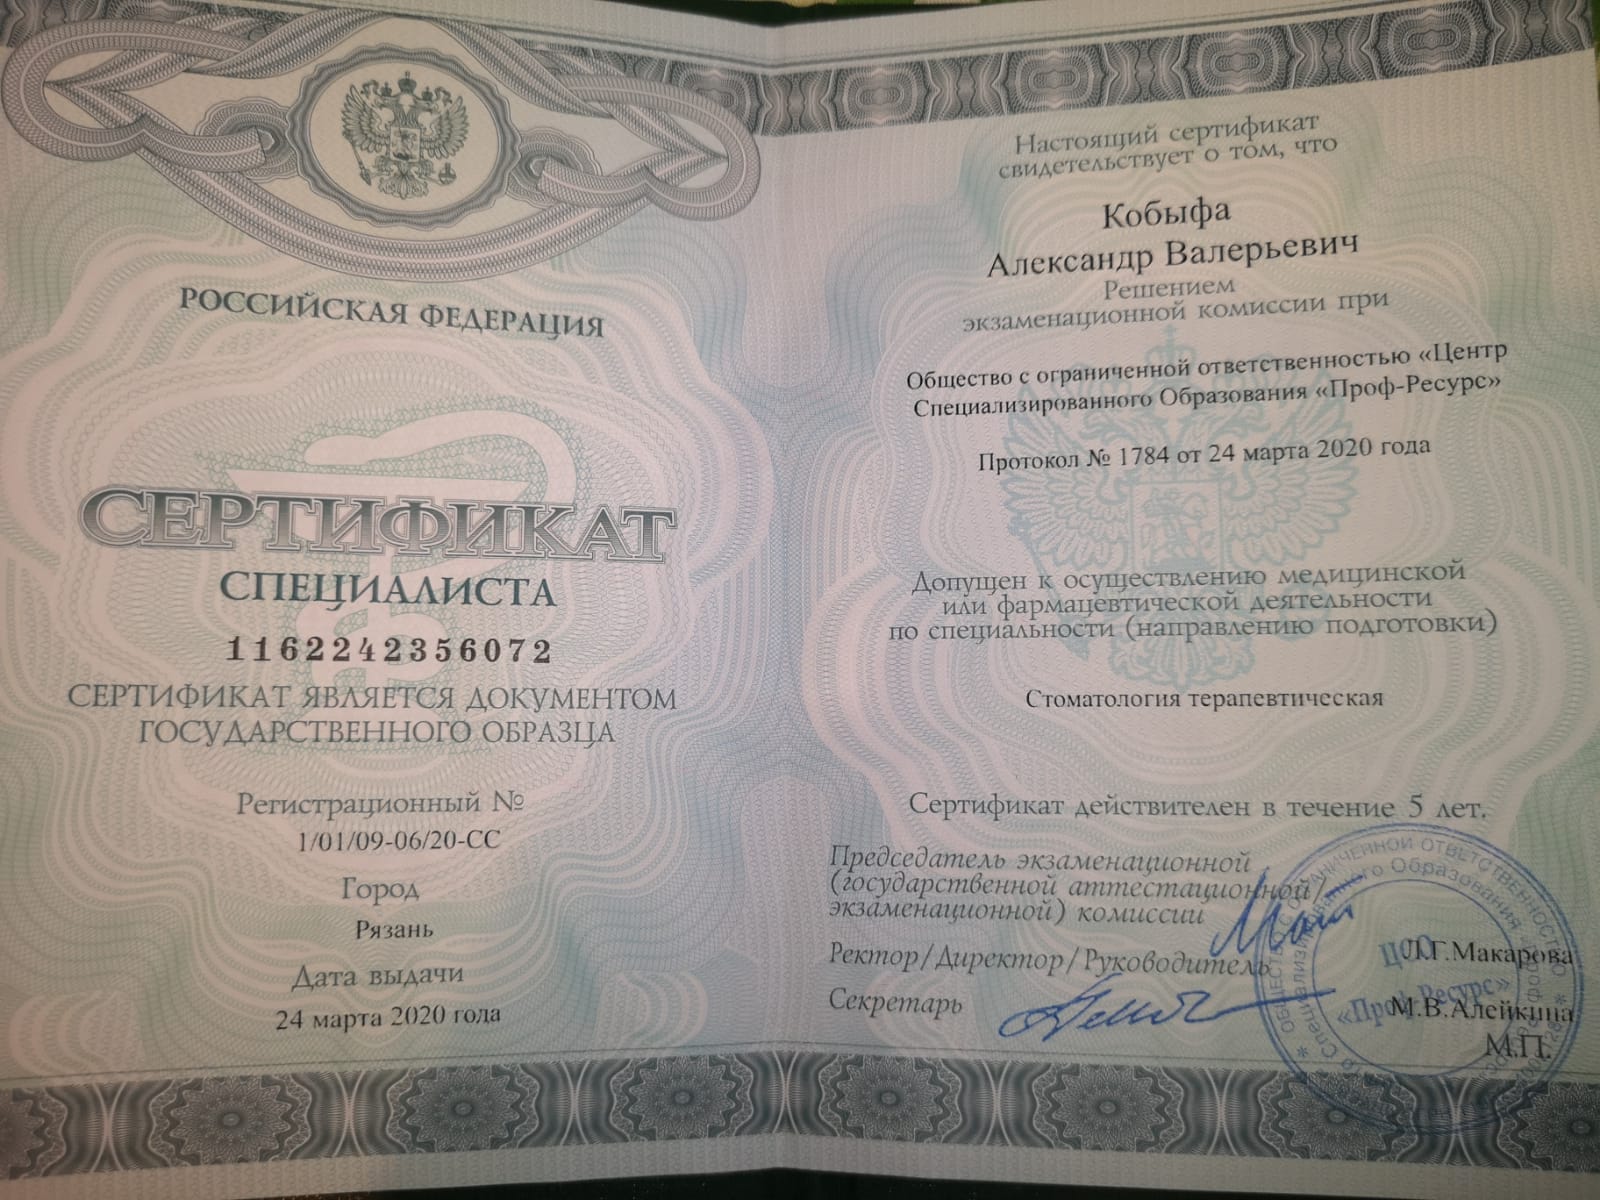 РОССИЙСКАЯ ФЕДЕРАЦИЯ
СЕРТИФИКАТ
СПЕЦИАЛИСТА
1162242356072
СЕРТИФИКАТ ЯВЛЯЕТСЯ ДОКУМЕНТОМ
ГОСУДАРСТВЕННОГО ОБРАЗЦА
Регистрационный №
1/01/09-06/20-СС
Город
Рязань
Дата выдачи
24 марта 2020 года
Настоящий сертификат
свидетельствует о том, что
Кобыфа
Александр Валерьевич
Решением
экзаменационной комиссии при
Общество с ограниченной ответственностью «Центр
Специализированного Образования «Проф-Ресурс»
Протокол № 1784 от 24 марта 2020 года
Допущен к осуществлению медицинской
или фармацевтической деятельности
по специальности (направлению подготовки)
Стоматология терапевтическая
Сертификат действителен в течение 5 лет.
Председатель экзаменационной
(государственной аттестационной/
экзаменационной) комиссии
Ректор/Директор/Руководитель
Л.Г.Макарова
Секретарь
М.В.Алейкина
М.П.
ЦСО
«Проф-Ресурс»